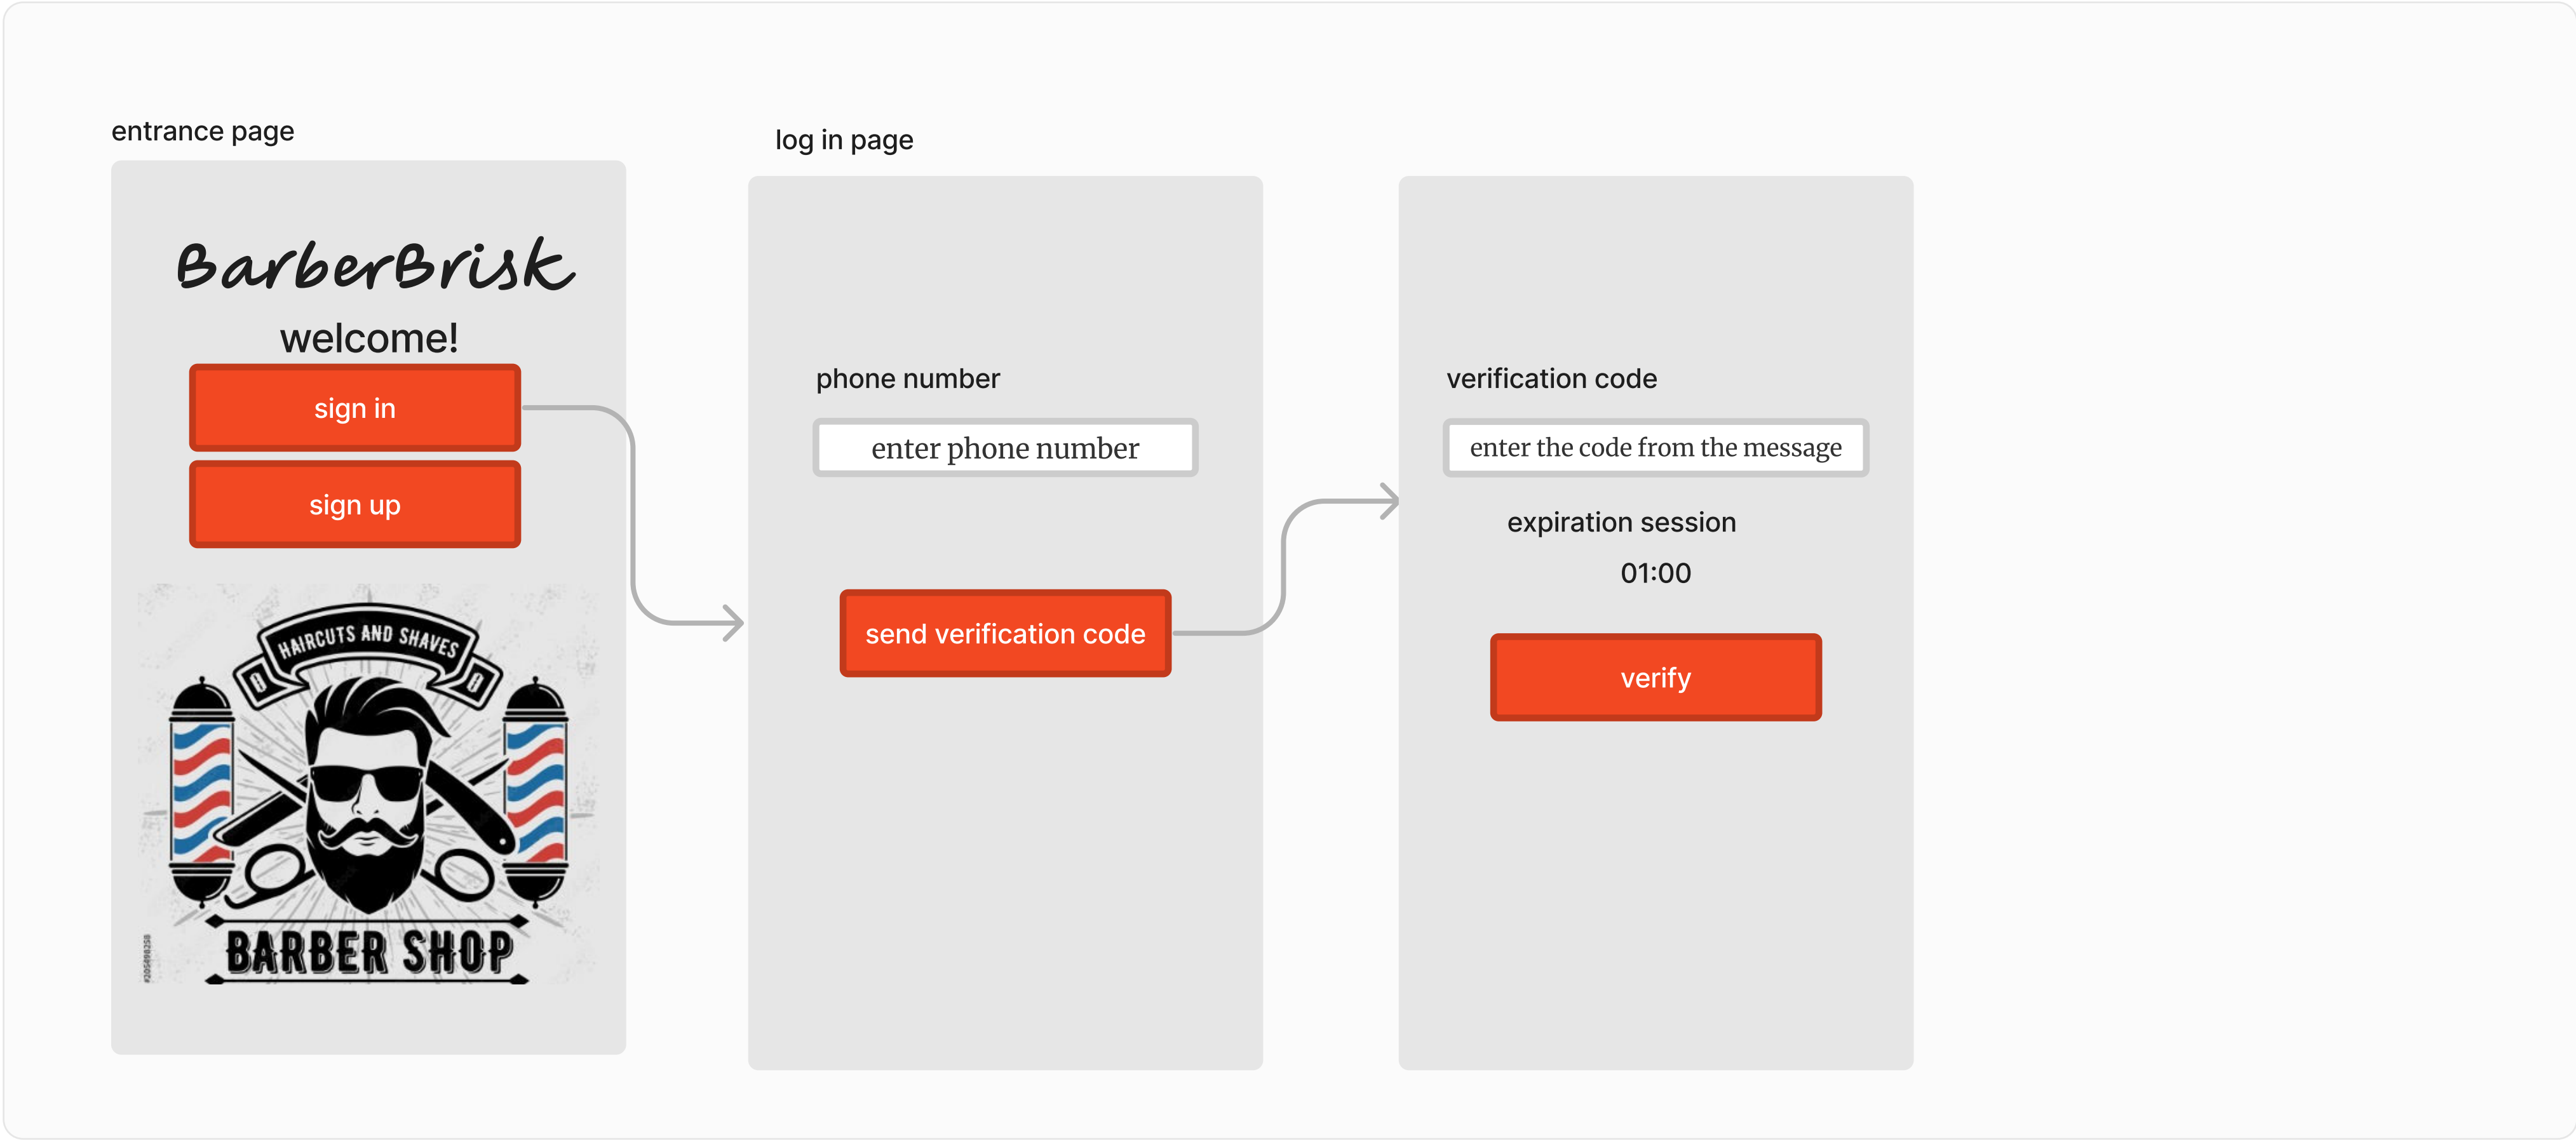 entrance page
BarberBrisk
welcome!
sign in
sign up
HAIRCUTS AND SHAVES
BARBER SHOP
#205498258
log in page
phone number
enter phone number
send verification code
verification code
enter the code from the message
expiration session
01:00
verify